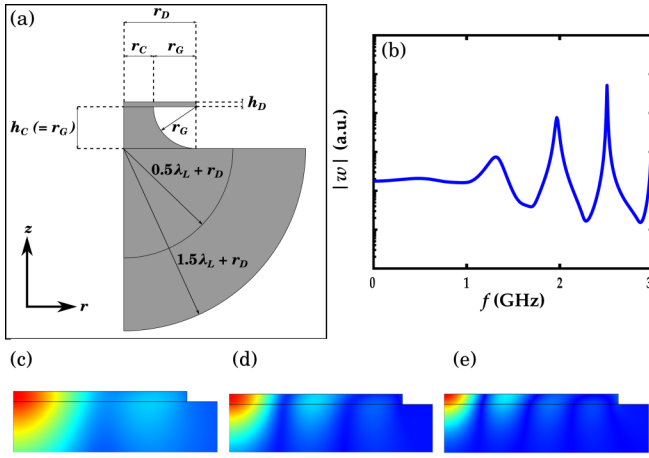 (a)
r_D
r_C
r_G
h_D
h_C (= r_G)
r_G
0.5λ_L + r_D
1.5λ_L + r_D
z
r
(b)
|w| (a.u.)
0
1
2
3
f (GHz)
(c)
(d)
(e)